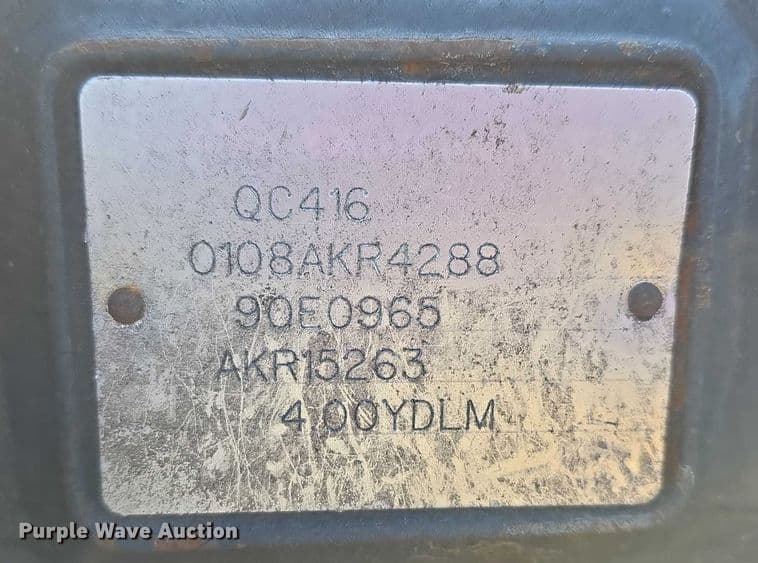 QC416
0108AKR4288
90E0965
AKR15263
4.00YDLM
Purple Wave Auction